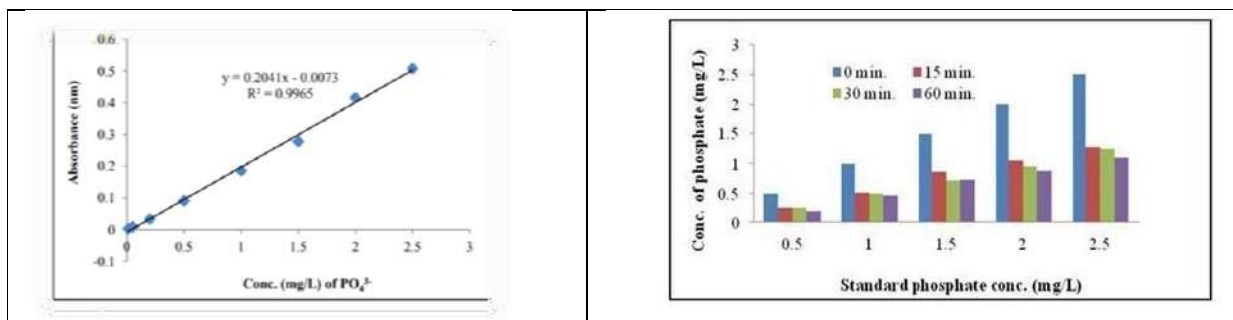 0.6
0.5
0.4
0.3
0.2
0.1
0
-0.1
y = 0.2041x - 0.0073
R² = 0.9965
Absorbance (nm)
0 0.5 1 1.5 2 2.5 3
Conc. (mg/L) of PO₄³⁻
3
2.5
2
1.5
1
0.5
0
0 min. 15 min.
30 min. 60 min.
Conc. of phosphate (mg/L)
0.5 1 1.5 2 2.5
Standard phosphate conc. (mg/L)